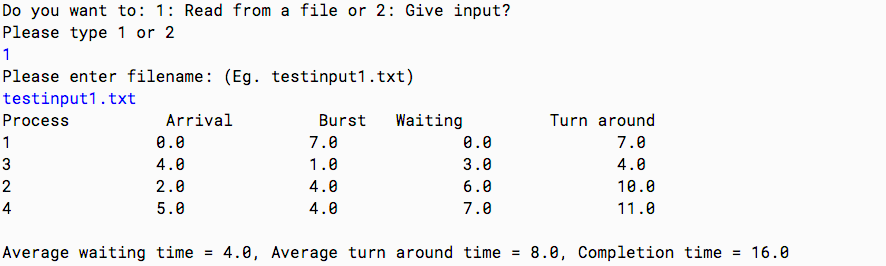 Do you want to: 1: Read from a file or 2: Give input?
Please type 1 or 2
1
Please enter filename: (Eg. testinput1.txt)
testinput1.txt
Process Arrival Burst Waiting Turn around
1 0.0 7.0 0.0 7.0
3 4.0 1.0 3.0 4.0
2 2.0 4.0 6.0 10.0
4 5.0 4.0 7.0 11.0
Average waiting time = 4.0, Average turn around time = 8.0, Completion time = 16.0